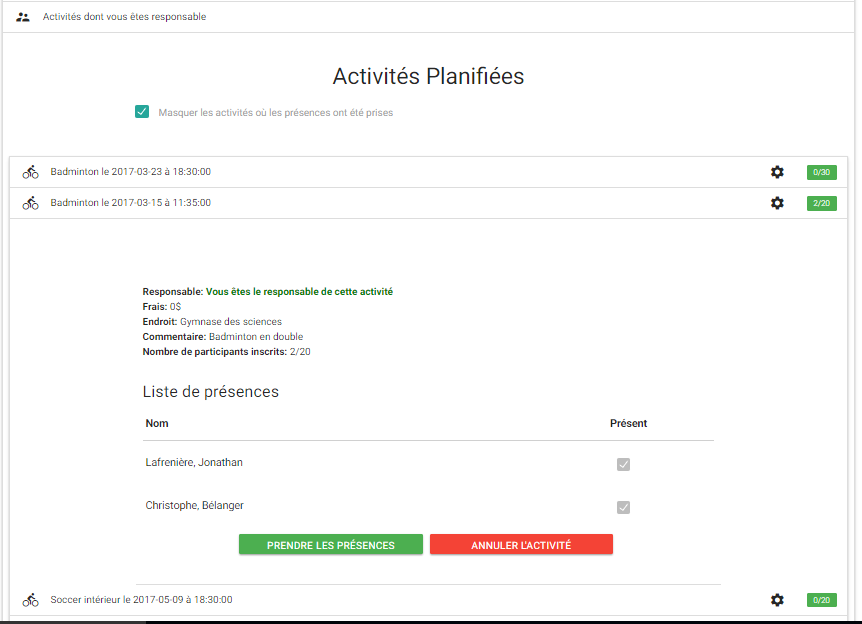 Activités dont vous êtes responsable
Activités Planifiées
Masquer les activités où les présences ont été prises
Badminton le 2017-03-23 à 18:30:00 0/30
Badminton le 2017-03-15 à 11:35:00 2/20
Responsable: Vous êtes le responsable de cette activité
Frais: 0$
Endroit: Gymnase des sciences
Commentaire: Badminton en double
Nombre de participants inscrits: 2/20
Liste de présences
Nom Présent
Lafrenière, Jonathan
Christophe, Bélanger
PRENDRE LES PRÉSENCES ANNULER L'ACTIVITÉ
Soccer intérieur le 2017-05-09 à 18:30:00 0/20